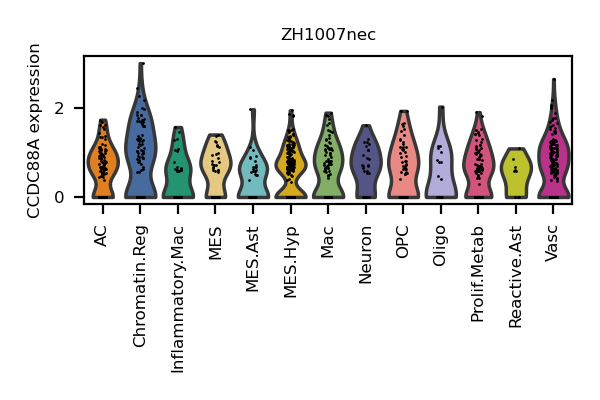 ZH1007nec
CCDC88A expression
2
0
AC
Chromatin.Reg
Inflammatory.Mac
MES
MES.Ast
MES.Hyp
Mac
Neuron
OPC
Oligo
Prolif.Metab
Reactive.Ast
Vasc